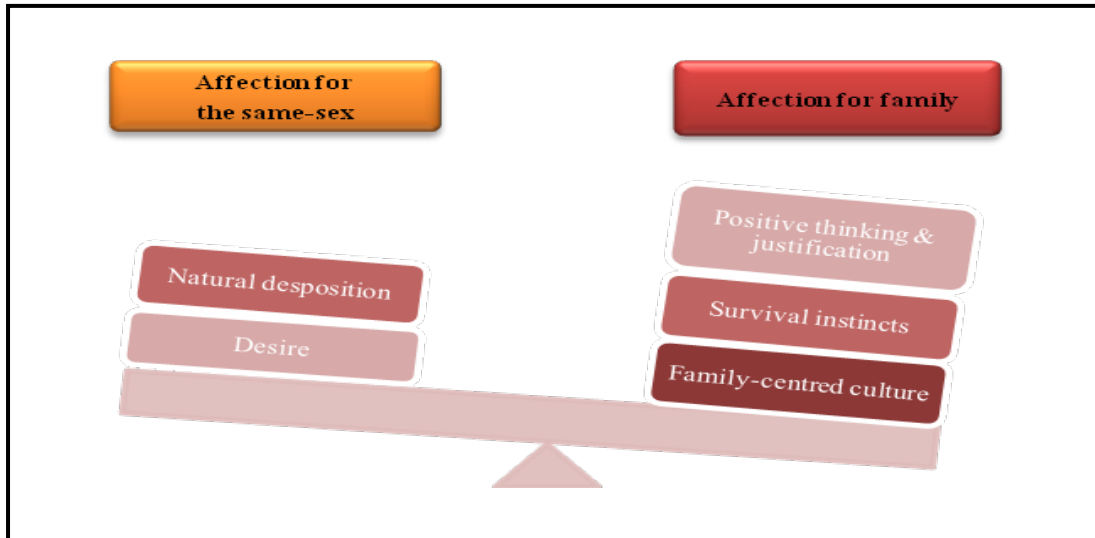 Affection for
the same-sex
Affection for family
Natural desposition
Desire
Positive thinking &
justification
Survival instincts
Family-centred culture